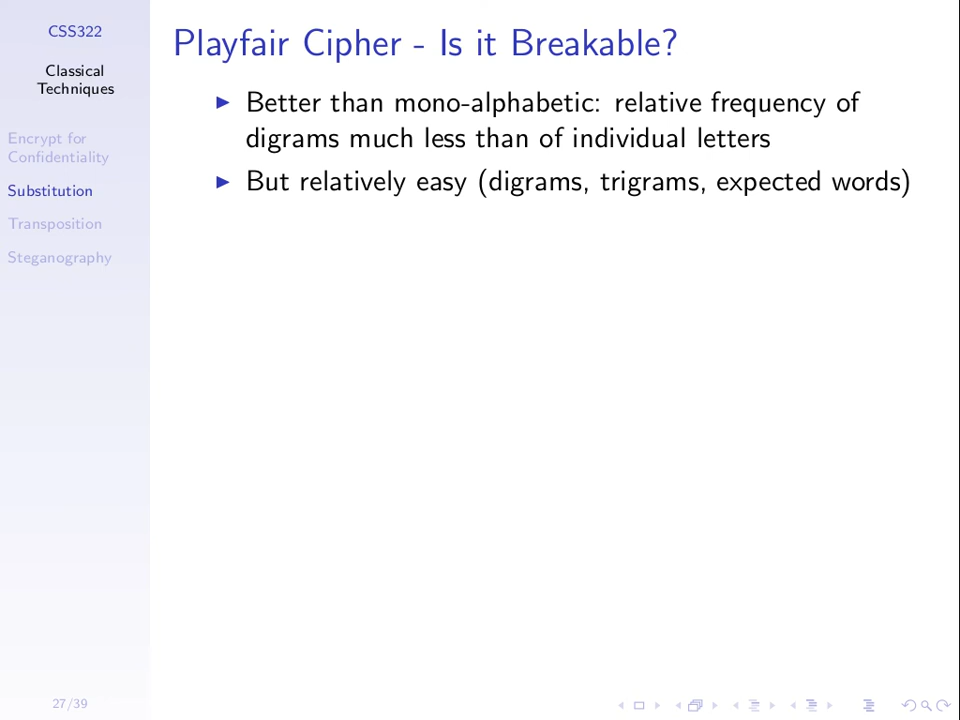 CSS322
Classical
Techniques
Encrypt for
Confidentiality
Substitution
Transposition
Steganography
27/39
Playfair Cipher - Is it Breakable?
Better than mono-alphabetic: relative frequency of
digrams much less than of individual letters
But relatively easy (digrams, trigrams, expected words)